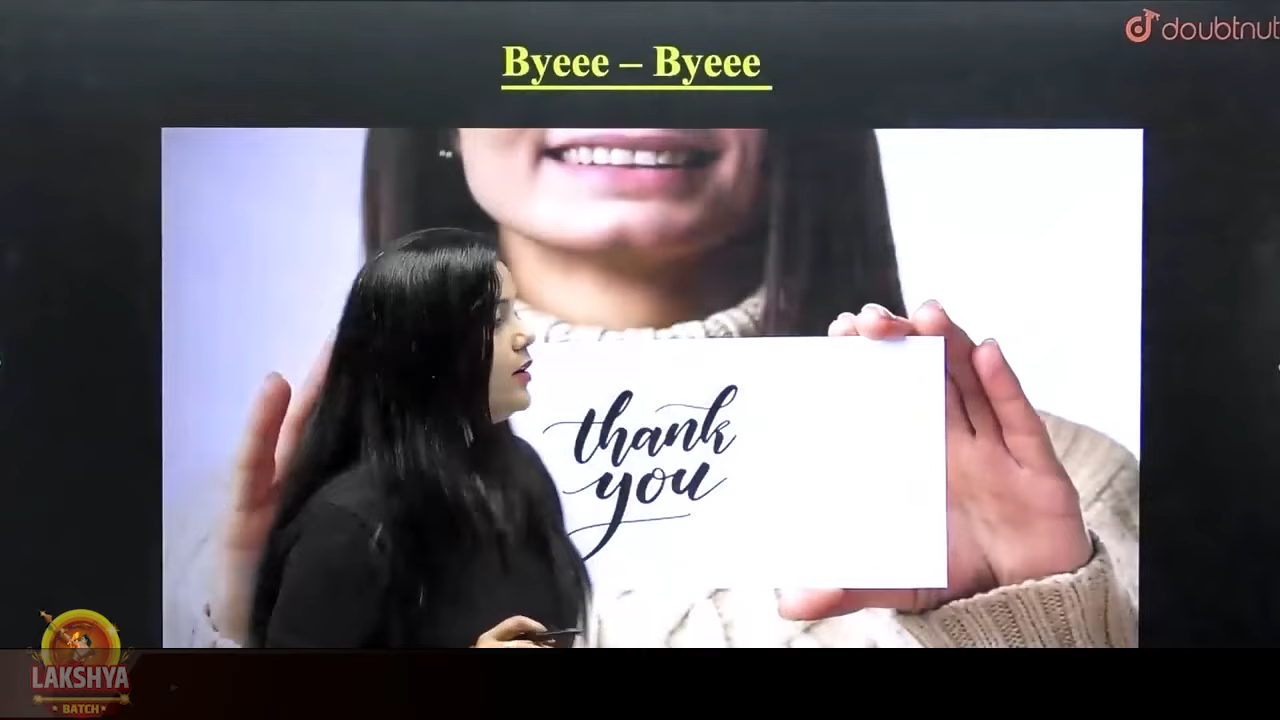 doubtnut
Byeee – Byeee
thank
you
LAKSHYA
BATCH